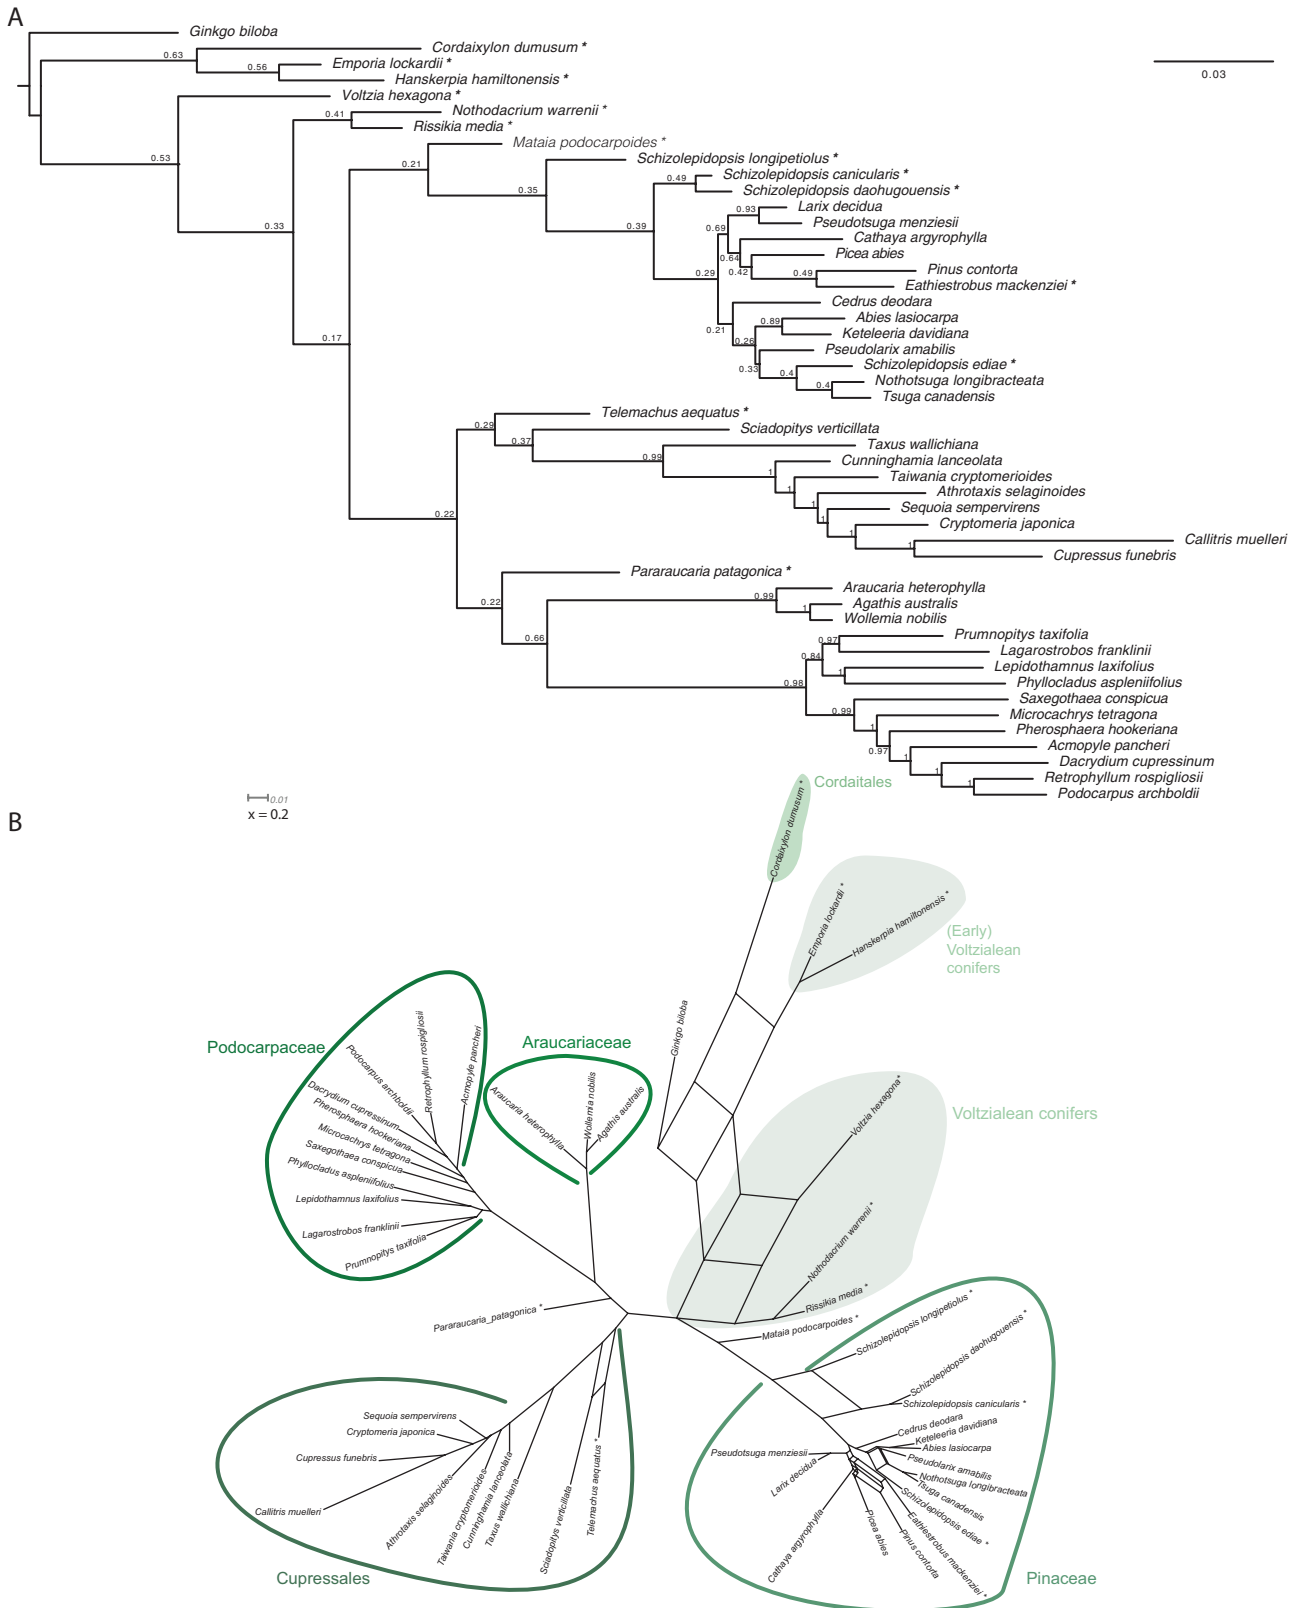 A
Ginkgo biloba
0.63
Cordaixylon dumusum *
0.56
Emporia lockardii *
Hanskerpia hamiltonensis *
0.03
0.53
Voltzia hexagona *
0.41
Nothodacrium warrenii *
Rissikia media *
0.33
0.21
Mataia podocarpoides *
0.35
Schizolepidopsis longipetiolus *
0.49
Schizolepidopsis canicularis *
Schizolepidopsis daohugouensis *
0.39
0.93
Larix decidua
Pseudotsuga menziesii
0.69
Cathaya argyrophylla
0.64
Picea abies
0.42
0.49
Pinus contorta
Eathiestrobus mackenziei *
0.29
Cedrus deodara
0.21
0.89
Abies lasiocarpa
Keteleeria davidiana
0.26
Pseudolarix amabilis
0.33
Schizolepidopsis ediae *
0.4
Nothotsuga longibracteata
0.4
Tsuga canadensis
0.17
Telemachus aequatus *
0.29
Sciadopitys verticillata
0.37
Taxus wallichiana
0.99
Cunninghamia lanceolata
1
Taiwania cryptomerioides
1
Athrotaxis selaginoides
1
Sequoia sempervirens
1
Cryptomeria japonica
1
Callitris muelleri
1
Cupressus funebris
0.22
Pararaucaria patagonica *
0.22
Araucaria heterophylla
0.99
Agathis australis
1
Wollemia nobilis
0.66
Prumnopitys taxifolia
0.97
Lagarostrobos franklinii
0.84
Lepidothamnus laxifolius
1
Phyllocladus aspleniifolius
0.98
Saxegothaea conspicua
0.99
Microcachrys tetragona
1
Pherosphaera hookeriana
0.97
Acmopyle pancheri
1
Dacrydium cupressinum
1
Retrophyllum rospigliosii
1
Podocarpus archboldii
0.01
x = 0.2
B
Cordaitales
Cordaixylon dumusum *
Emporia lockardii *
Hanskerpia hamiltonensis *
(Early)
Voltzialean
conifers
Ginkgo biloba
Podocarpaceae
Podocarpus archboldii
Retrophyllum rospigliosii
Acmopyle pancheri
Dacrydium cupressinum
Pherosphaera hookeriana
Microcachrys tetragona
Saxegothaea conspicua
Phyllocladus aspleniifolius
Lepidothamnus laxifolius
Lagarostrobos franklinii
Prumnopitys taxifolia
Araucariaceae
Araucaria heterophylla
Wollemia nobilis
Agathis australis
Voltzialean conifers
Voltzia hexagona *
Nothodacrium warrenii *
Rissikia media *
Mataia podocarpoides *
Pararaucaria_patagonica *
Schizolepidopsis longipetiolus *
Schizolepidopsis daohugouensis *
Schizolepidopsis canicularis *
Cedrus deodara
Keteleeria davidiana
Abies lasiocarpa
Pseudolarix amabilis
Nothotsuga longibracteata
Tsuga canadensis
Schizolepidopsis ediae *
Eathiestrobus mackenziei *
Pinus contorta
Picea abies
Cathaya argyrophylla
Larix decidua
Pseudotsuga menziesii
Pinaceae
Sequoia sempervirens
Cryptomeria japonica
Cupressus funebris
Callitris muelleri
Athrotaxis selaginoides
Taiwania cryptomerioides
Cunninghamia lanceolata
Taxus wallichiana
Sciadopitys verticillata
Telemachus aequatus *
Cupressales